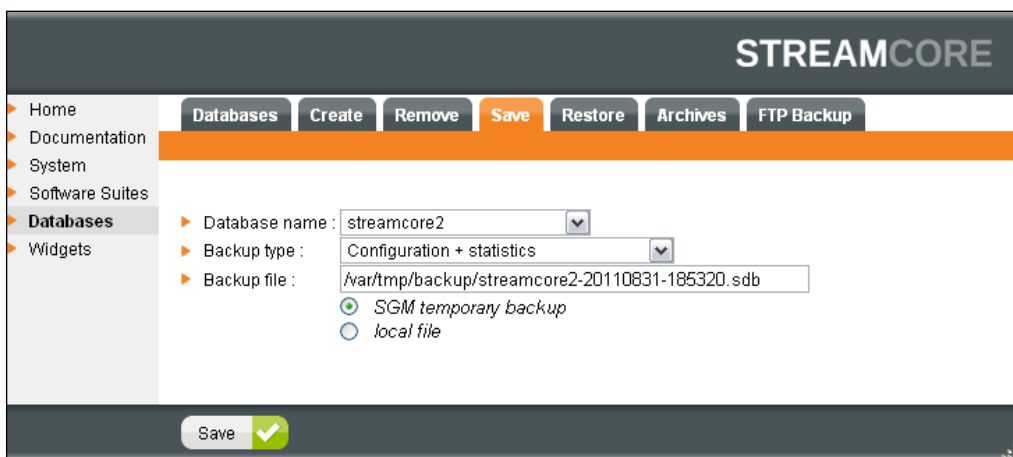 STREAMCORE
Home
Documentation
System
Software Suites
Databases
Widgets
Databases Create Remove Save Restore Archives FTP Backup
Database name : streamcore2
Backup type : Configuration + statistics
Backup file : /var/tmp/backup/streamcore2-20110831-185320.sdb
SGM temporary backup
local file
Save